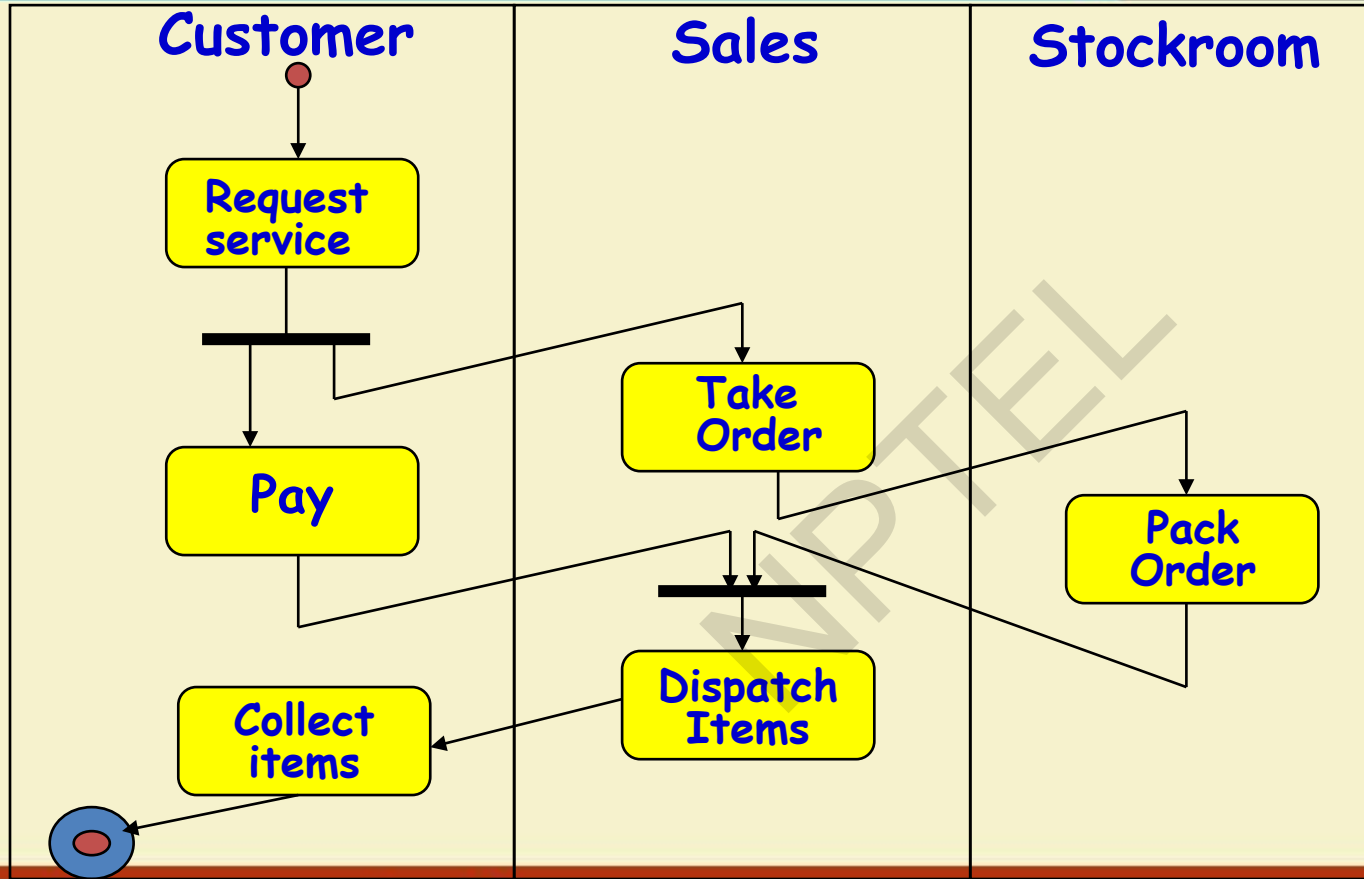 Customer
Sales
Stockroom
Request
service
Take
Order
Pay
Pack
Order
Dispatch
Items
Collect
items
NPTEL